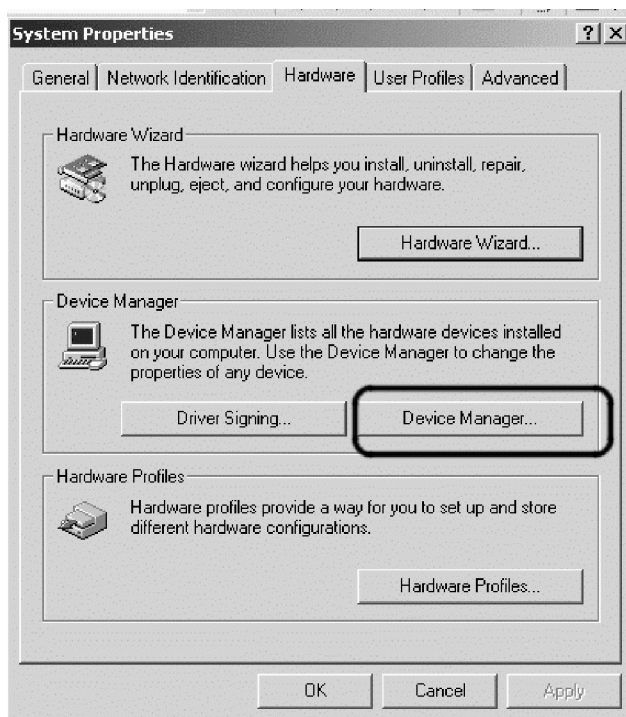 System Properties
General
Network Identification
Hardware
User Profiles
Advanced
Hardware Wizard
The Hardware wizard helps you install, uninstall, repair,
unplug, eject, and configure your hardware.
Hardware Wizard...
Device Manager
The Device Manager lists all the hardware devices installed
on your computer. Use the Device Manager to change the
properties of any device.
Driver Signing...
Device Manager...
Hardware Profiles
Hardware profiles provide a way for you to set up and store
different hardware configurations.
Hardware Profiles...
OK
Cancel
Apply